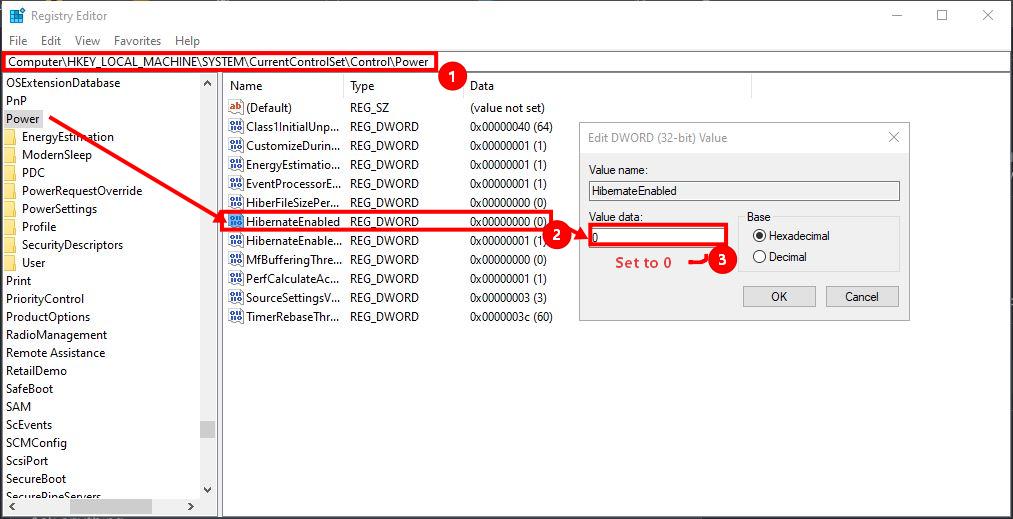 Registry Editor
File Edit View Favorites Help
Computer\HKEY_LOCAL_MACHINE\SYSTEM\CurrentControlSet\Control\Power
1
OSExtensionDatabase
PnP
Power
EnergyEstimation
ModernSleep
PDC
PowerRequestOverride
PowerSettings
Profile
SecurityDescriptors
User
Print
PriorityControl
ProductOptions
RadioManagement
Remote Assistance
RetailDemo
SafeBoot
SAM
ScEvents
SCMConfig
ScsiPort
SecureBoot
SecurePipeServers
Name Type Data
ab (Default) REG_SZ (value not set)
Class1InitialUnp... REG_DWORD 0x00000040 (64)
CustomizeDurin... REG_DWORD 0x00000001 (1)
EnergyEstimatio... REG_DWORD 0x00000001 (1)
EventProcessorE... REG_DWORD 0x00000001 (1)
HiberFileSizePer... REG_DWORD 0x00000000 (0)
HibernateEnabled REG_DWORD 0x00000000 (0)
2
HibernateEnable... REG_DWORD 0x00000001 (1)
MfBufferingThre... REG_DWORD 0x00000000 (0)
PerfCalculateAc... REG_DWORD 0x00000001 (1)
SourceSettingsV... REG_DWORD 0x00000003 (3)
TimerRebaseThr... REG_DWORD 0x0000003c (60)
Edit DWORD (32-bit) Value
Value name:
HibernateEnabled
Value data:
0
Set to 0
3
Base
Hexadecimal
Decimal
OK Cancel